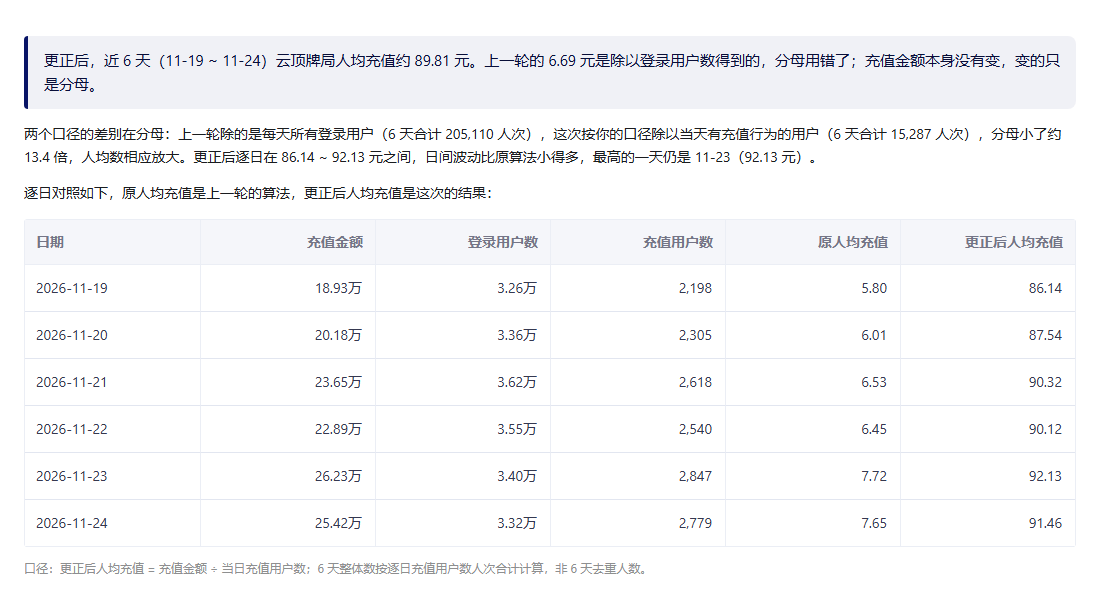 更正后，近 6 天（11-19 ~ 11-24）云顶牌局人均充值约 89.81 元。上一轮的 6.69 元是除以登录用户数得到的，分母用错了；充值金额本身没有变，变的只
是分母。
两个口径的差别在分母：上一轮除的是每天所有登录用户（6 天合计 205,110 人次），这次按你的口径除以当天有充值行为的用户（6 天合计 15,287 人次），分母小了约
13.4 倍，人均数相应放大。更正后逐日在 86.14 ~ 92.13 元之间，日间波动比原算法小得多，最高的一天仍是 11-23（92.13 元）。
逐日对照如下，原人均充值是上一轮的算法，更正后人均充值是这次的结果：
日期 充值金额 登录用户数 充值用户数 原人均充值 更正后人均充值
2026-11-19 18.93万 3.26万 2,198 5.80 86.14
2026-11-20 20.18万 3.36万 2,305 6.01 87.54
2026-11-21 23.65万 3.62万 2,618 6.53 90.32
2026-11-22 22.89万 3.55万 2,540 6.45 90.12
2026-11-23 26.23万 3.40万 2,847 7.72 92.13
2026-11-24 25.42万 3.32万 2,779 7.65 91.46
口径：更正后人均充值 = 充值金额 ÷ 当日充值用户数；6 天整体数按逐日充值用户数人次合计计算，非 6 天去重人数。